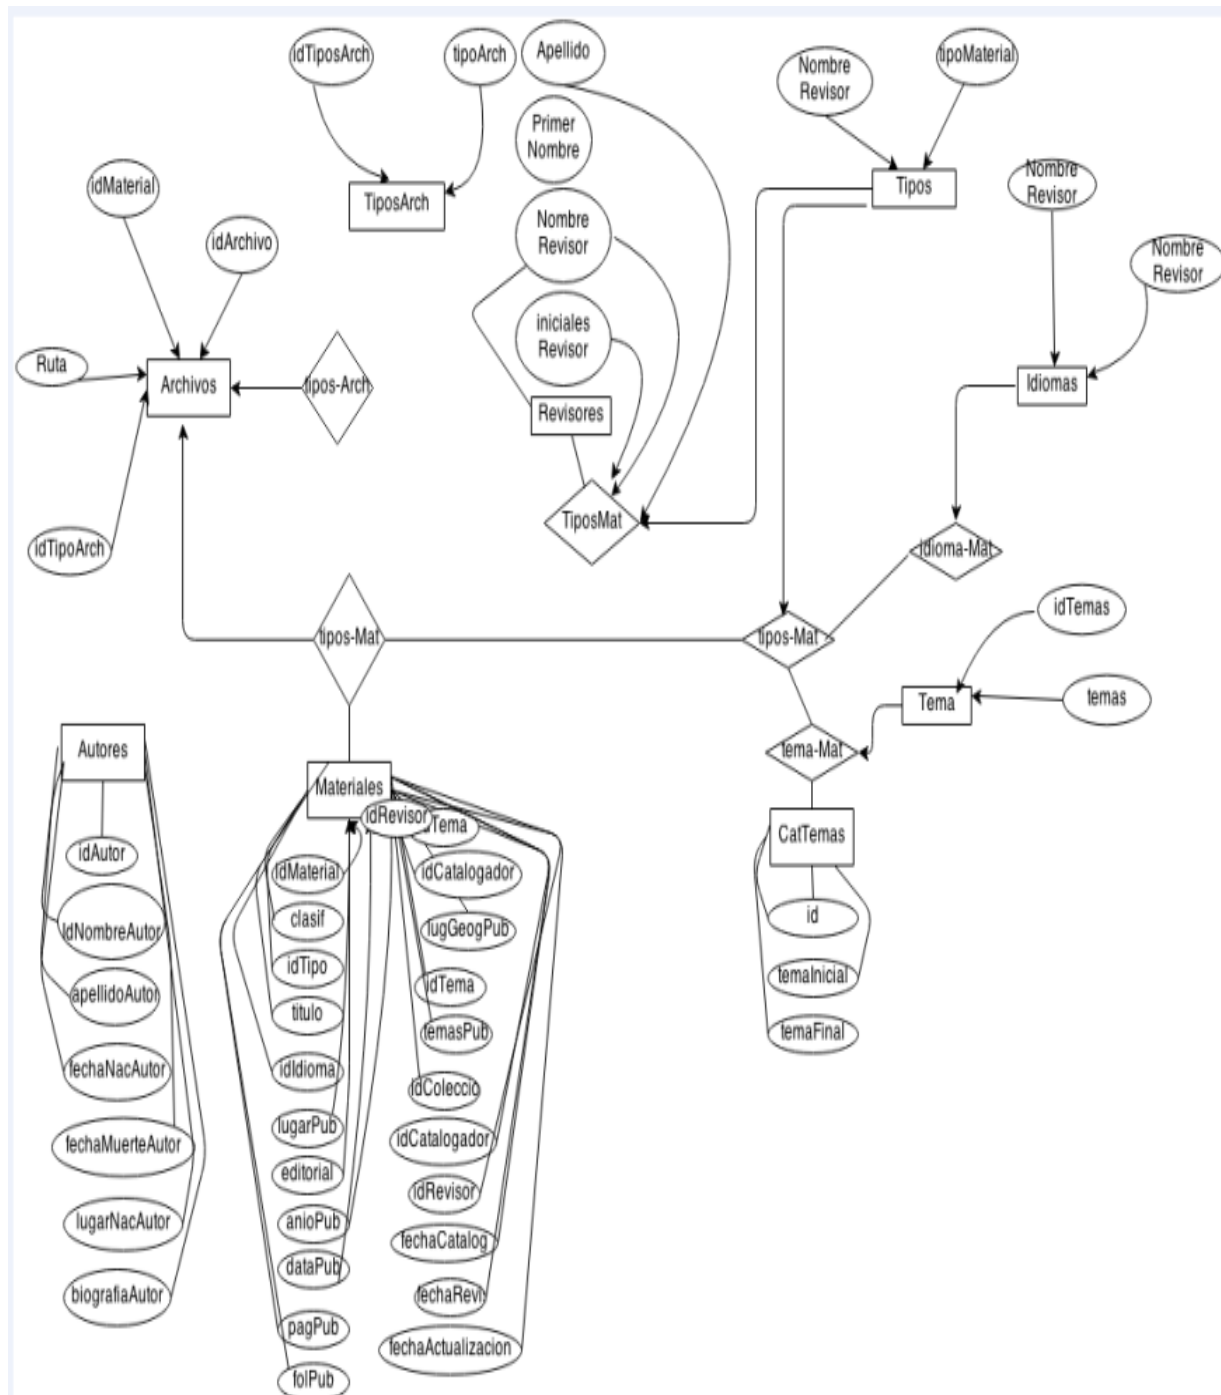 idTiposArch
tipoArch
Apellido
Nombre
Revisor
tipoMaterial
Primer
Nombre
Tipos
Nombre
Revisor
idMaterial
TiposArch
Nombre
Revisor
idArchivo
Nombre
Revisor
iniciales
Revisor
Ruta
Archivos
tipos-Arch
Idiomas
Revisores
TiposMat
idTipoArch
idioma-Mat
idTemas
tipos-Mat
tipos-Mat
Tema
temas
Autores
tema-Mat
Materiales
idRevisor
CatTemas
idAutor
IdMaterial
idCatalogador
IdNombreAutor
clasif
lugGeogPub
id
idTipo
temaInicial
apellidoAutor
idTema
titulo
temasPub
temaFinal
fechaNacAutor
idIdioma
idColeccio
lugarPub
idCatalogador
fechaMuerteAutor
editorial
idRevisor
lugarNacAutor
anioPub
fechaCatalog
dataPub
biografiaAutor
fechaRevi
pagPub
fechaActualizacion
folPub